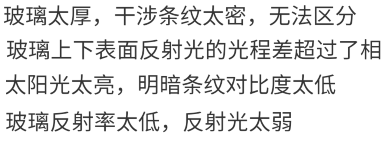 玻璃太厚，干涉条纹太密，无法区分
玻璃上下表面反射光的光程差超过了相
太阳光太亮，明暗条纹对比度太低
玻璃反射率太低，反射光太弱